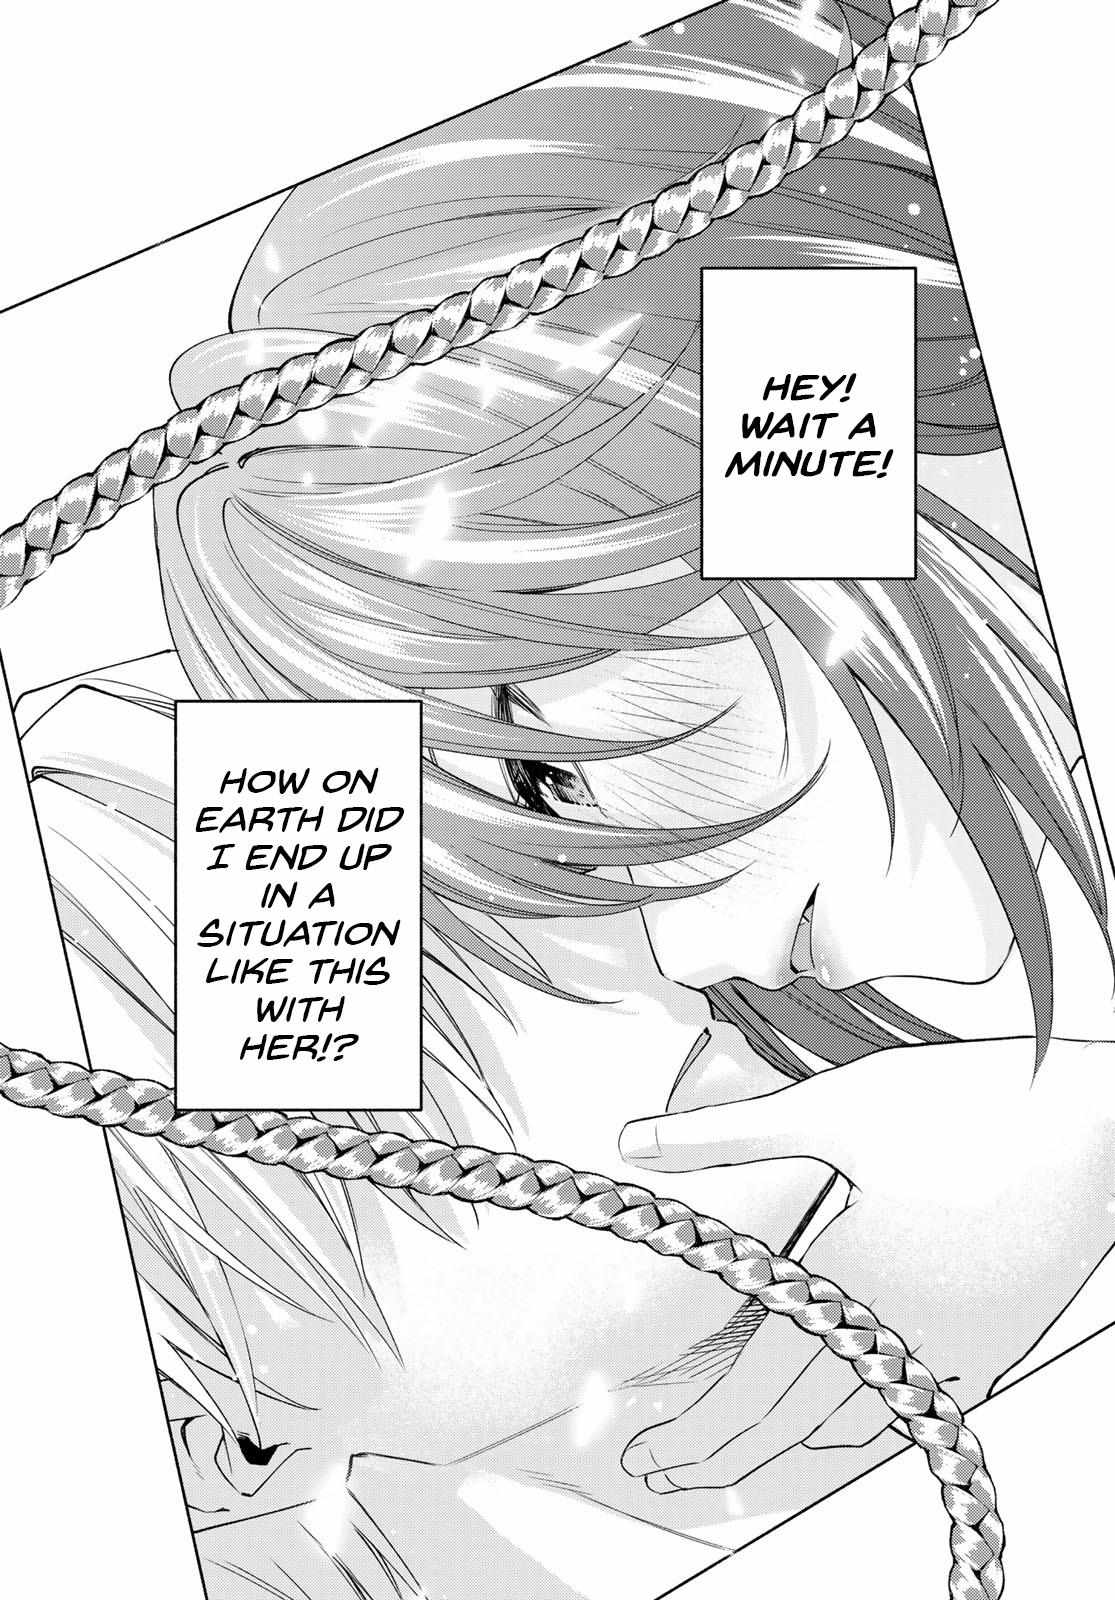 HEY!
WAIT A
MINUTE!
HOW ON
EARTH DID
I END UP
IN A
SITUATION
LIKE THIS
WITH
HER!?